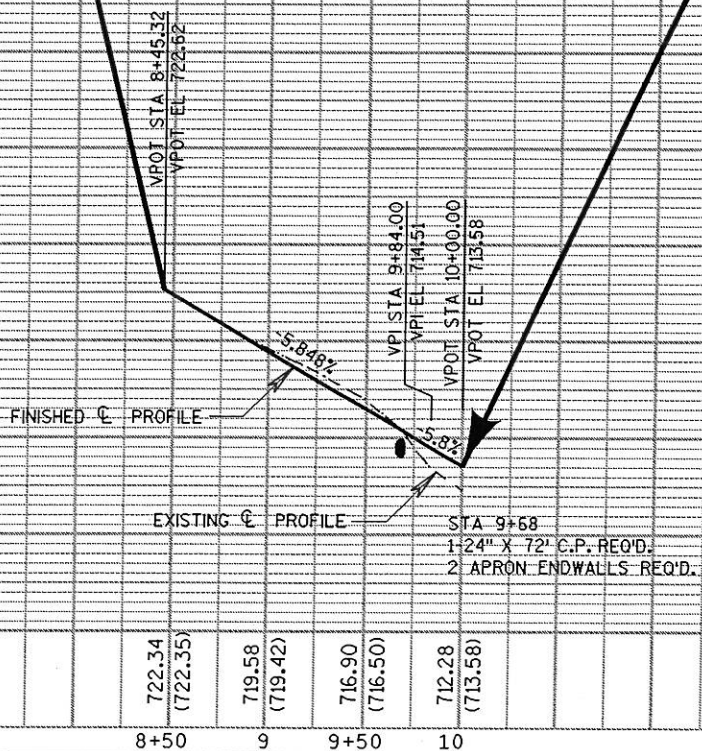 VPOT STA 8+45.32
VPOT EL 722.62
VPI STA 9+84.00
VPI EL 714.51
VPOT STA 10+00.00
VPOT EL 713.58
-5.848%
-5.8%
FINISHED ℄ PROFILE
EXISTING ℄ PROFILE
STA 9+68
1-24" X 72' C.P. REQ'D.
2 APRON ENDWALLS REQ'D.
722.34
(722.35)
719.58
(719.42)
716.90
(716.50)
712.28
(713.58)
8+50 9 9+50 10